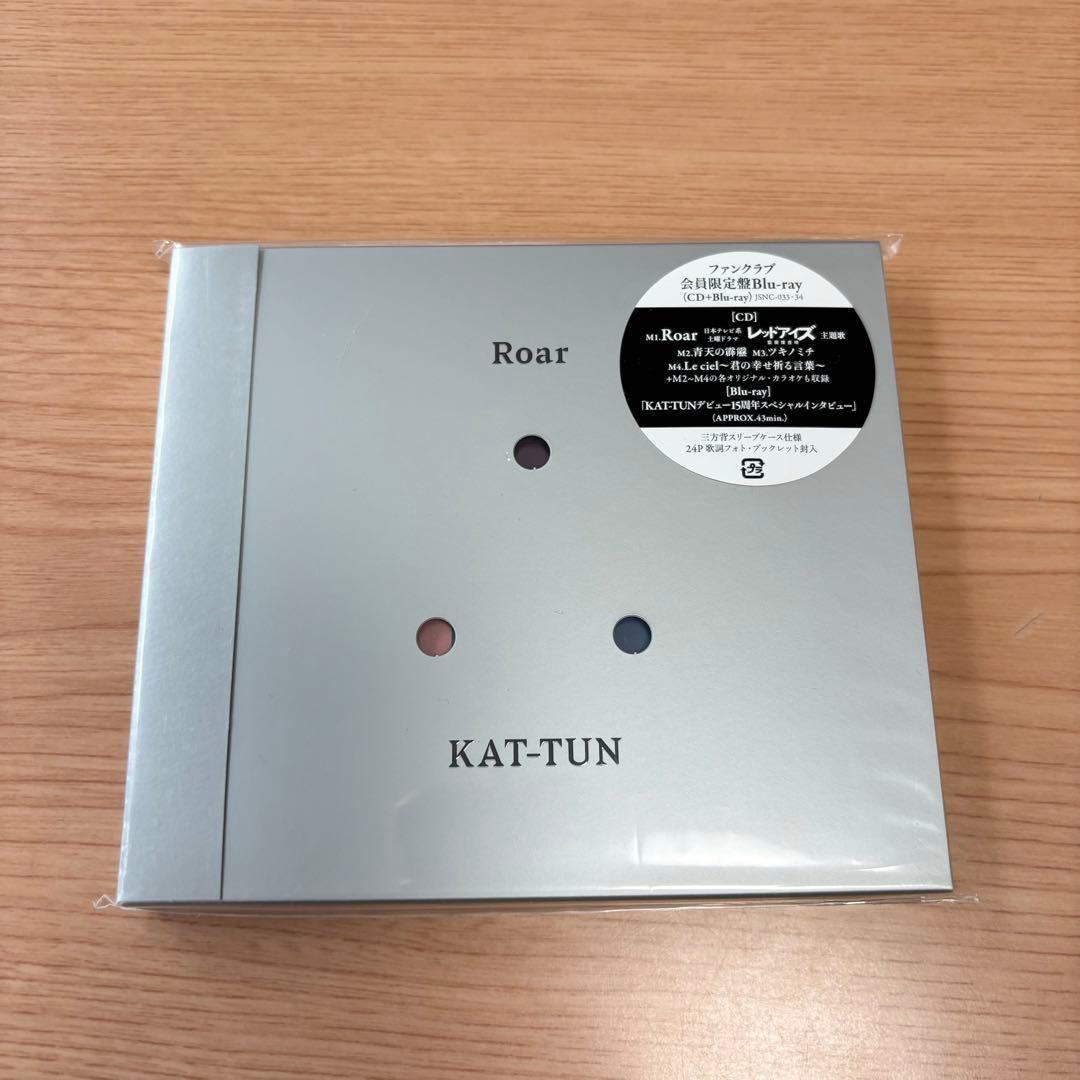 ファンクラブ
会員限定盤Blu-ray
(CD+Blu-ray) JSNC-033・34
[CD]
M1.Roar 日本テレビ系 土曜ドラマ レッドアイズ 監視捜査班 主題歌
M2.青天の霹靂 M3.ツキノミチ
M4.Le ciel〜君の幸せ祈る言葉〜
+M2〜M4の各オリジナル・カラオケも収録
[Blu-ray]
「KAT-TUNデビュー15周年スペシャルインタビュー」
(APPROX.43min.)
三方背スリーブケース仕様
24P 歌詞フォト・ブックレット封入
プラ
Roar
KAT-TUN